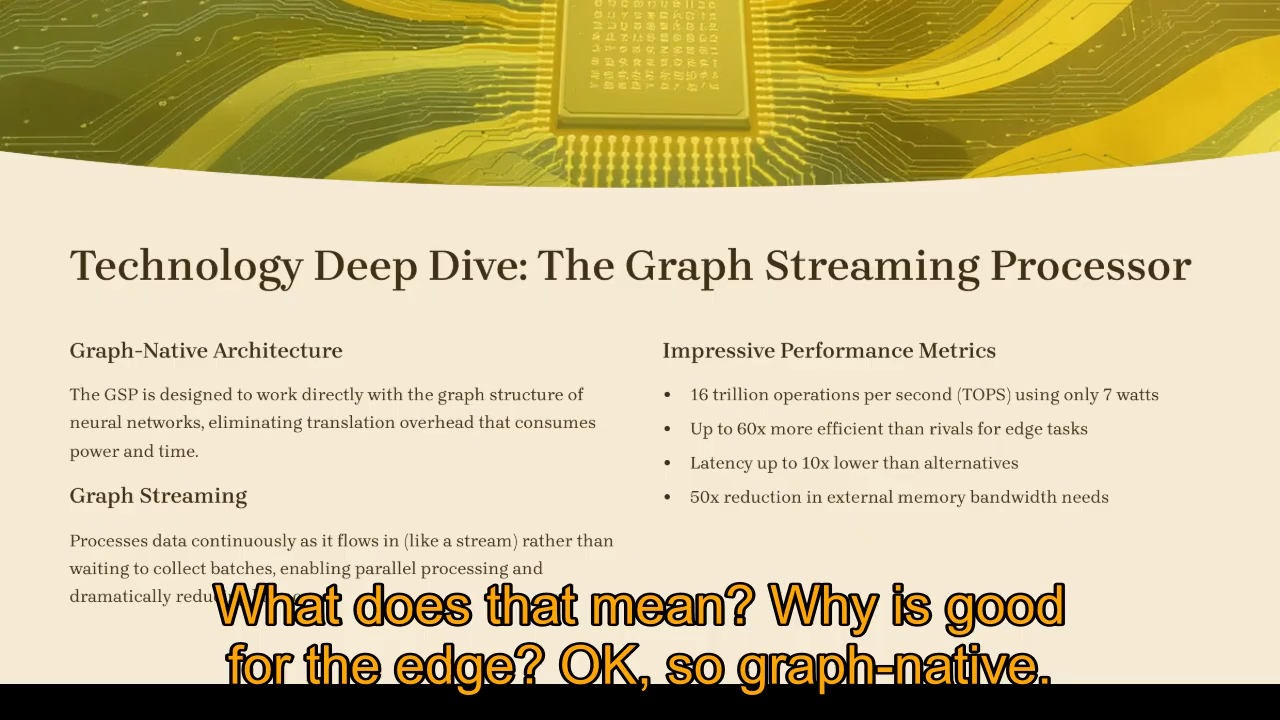 Technology Deep Dive: The Graph Streaming Processor
Graph-Native Architecture
The GSP is designed to work directly with the graph structure of
neural networks, eliminating translation overhead that consumes
power and time.
Graph Streaming
Processes data continuously as it flows in (like a stream) rather than
waiting to collect batches, enabling parallel processing and
dramatically
Impressive Performance Metrics
• 16 trillion operations per second (TOPS) using only 7 watts
• Up to 60x more efficient than rivals for edge tasks
• Latency up to 10x lower than alternatives
• 50x reduction in external memory bandwidth needs
What does that mean? Why is good
for the edge? OK, so graph-native.